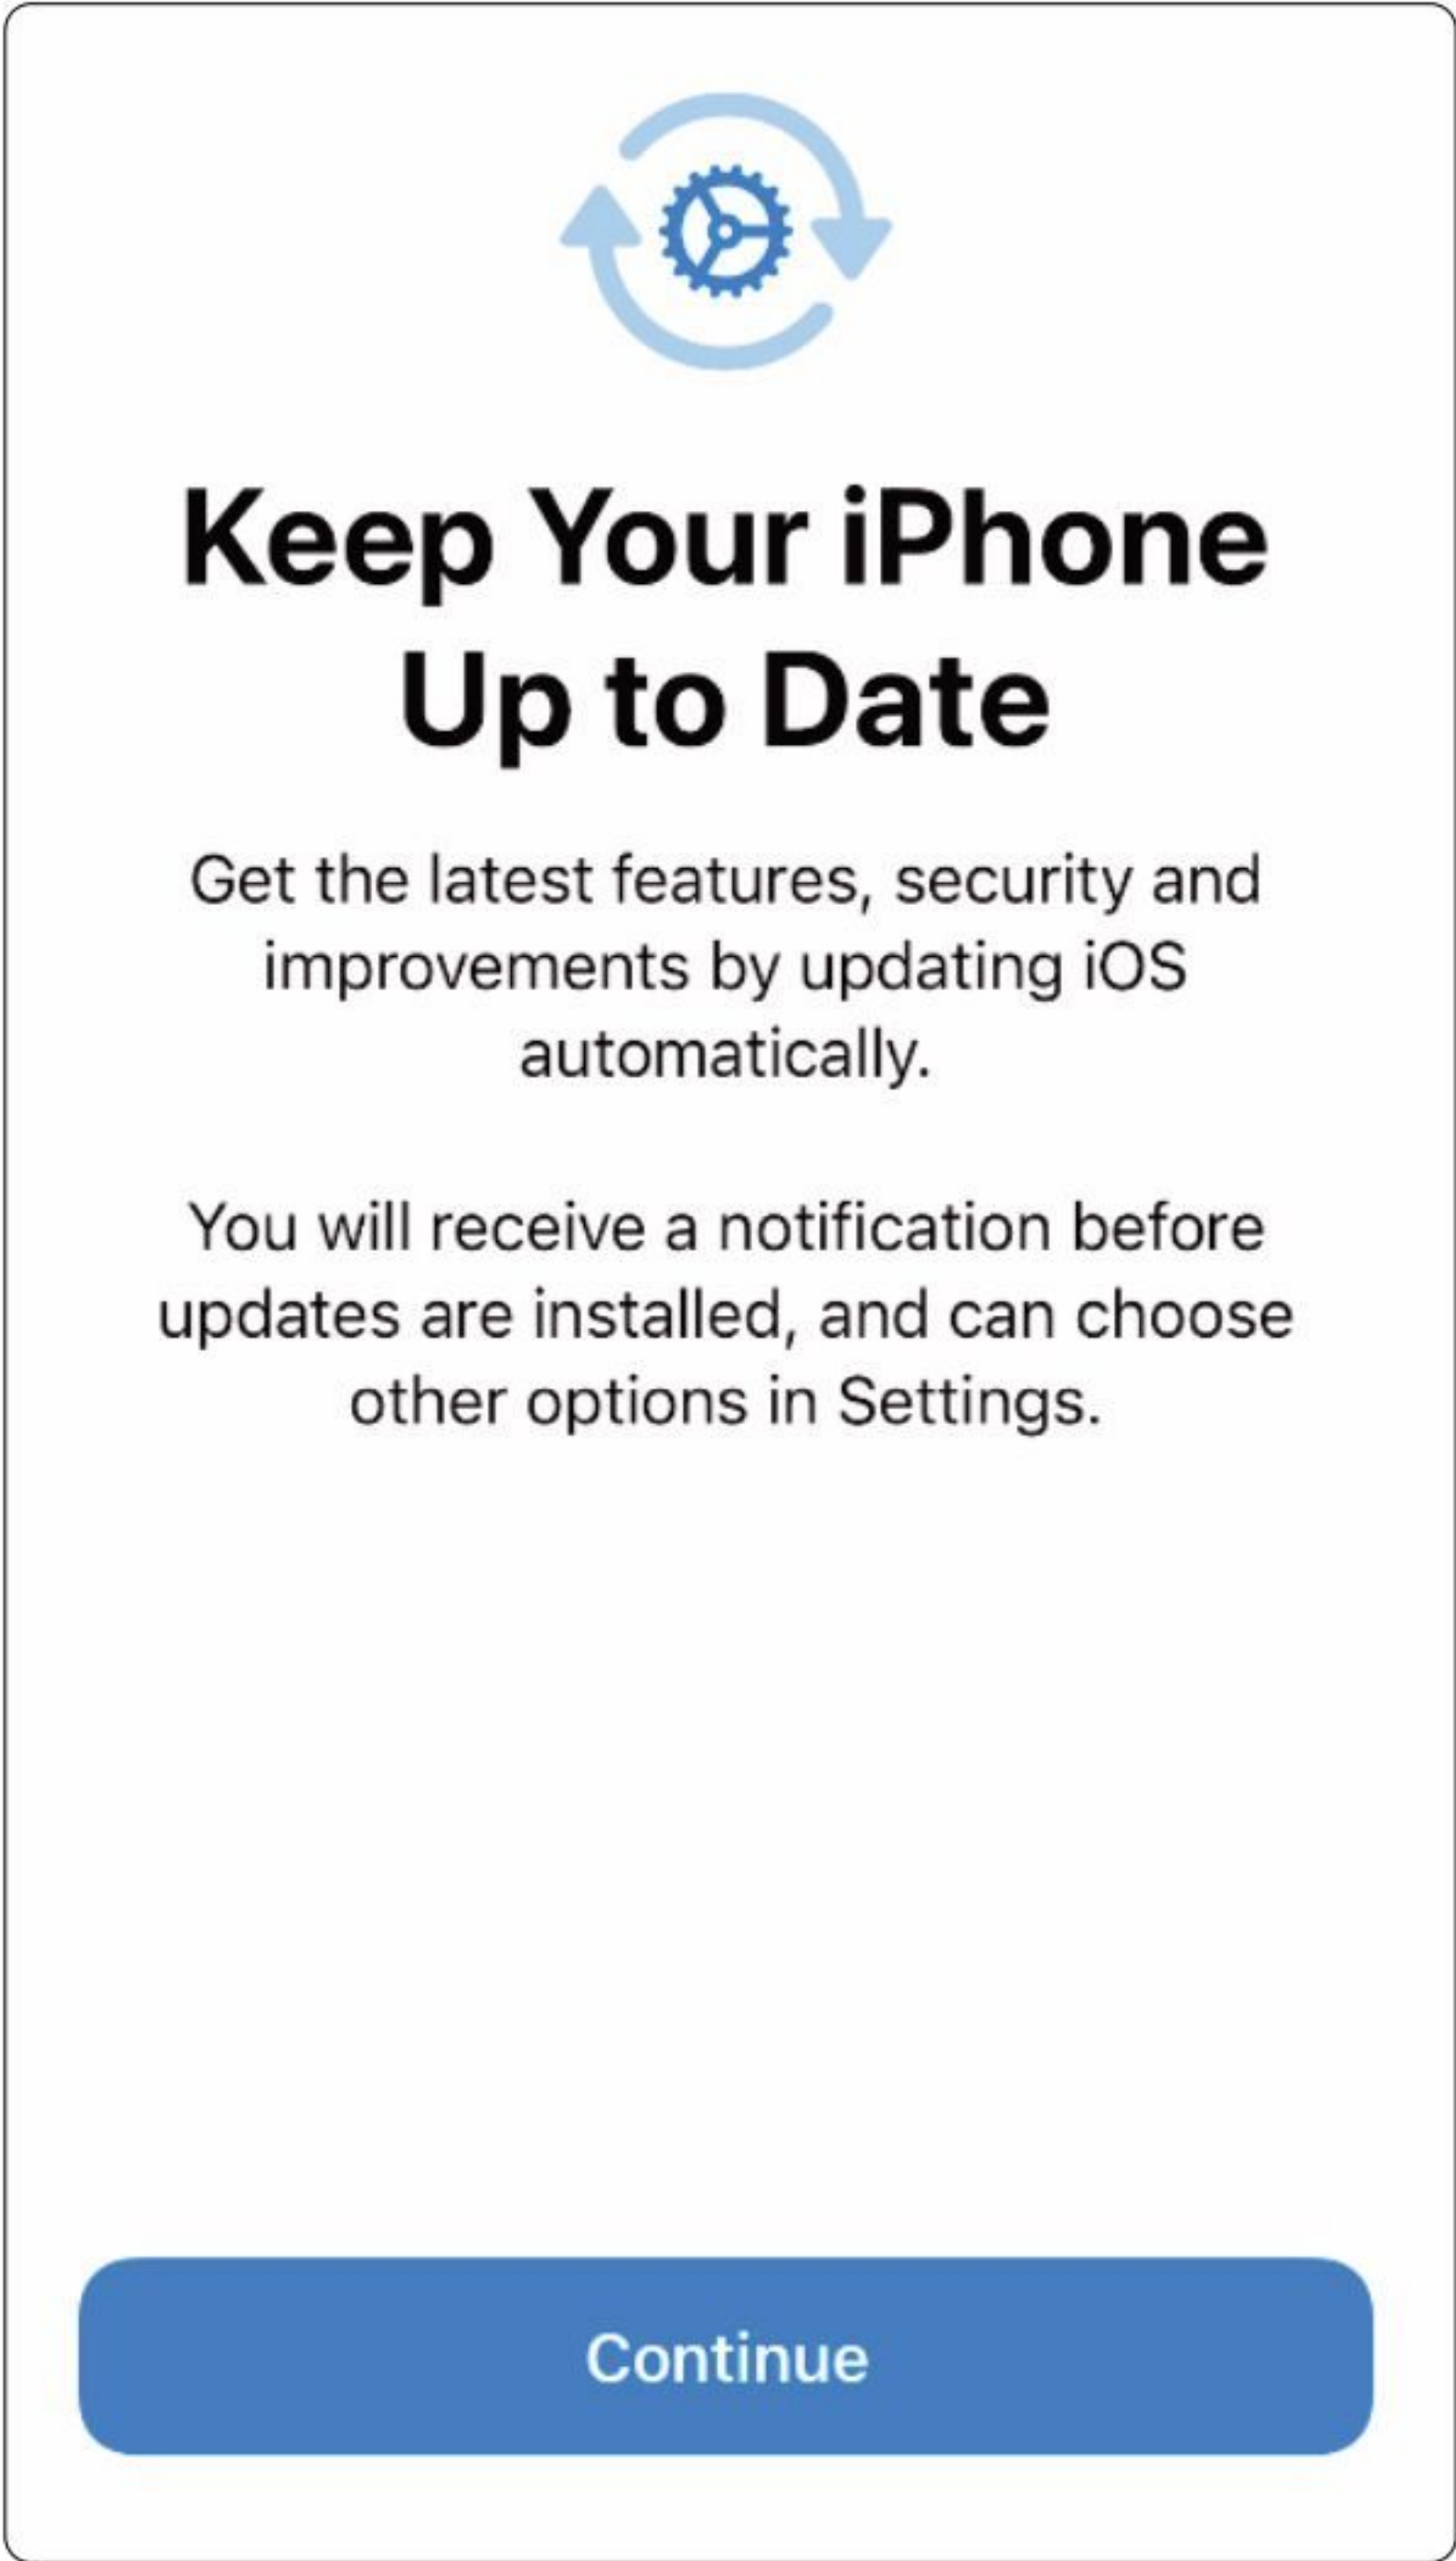 Keep Your iPhone
Up to Date
Get the latest features, security and
improvements by updating iOS
automatically.
You will receive a notification before
updates are installed, and can choose
other options in Settings.
Continue